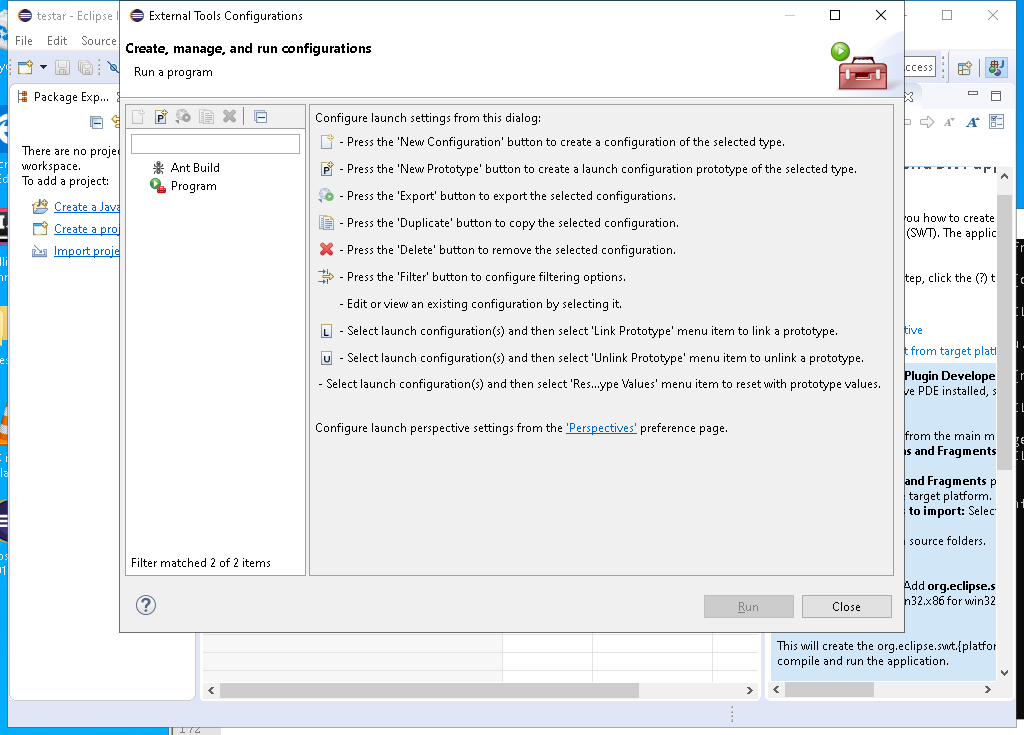 testar - Eclipse
External Tools Configurations
File Edit Source
Create, manage, and run configurations
Run a program
Package Exp...
There are no
workspace.
To add a project:
Create a Java
Create a
Import
Ant Build
Program
Filter matched 2 of 2 items
Configure launch settings from this dialog:
- Press the 'New Configuration' button to create a configuration of the selected type.
- Press the 'New Prototype' button to create a launch configuration prototype of the selected type.
- Press the 'Export' button to export the selected configurations.
- Press the 'Duplicate' button to copy the selected configuration.
- Press the 'Delete' button to remove the selected configuration.
- Press the 'Filter' button to configure filtering options.
- Edit or view an existing configuration by selecting it.
L - Select launch configuration(s) and then select 'Link Prototype' menu item to link a prototype.
U - Select launch configuration(s) and then select 'Unlink Prototype' menu item to unlink a prototype.
- Select launch configuration(s) and then select 'Res...ype Values' menu item to reset with prototype values.
Configure launch perspective settings from the 'Perspectives' preference page.
Run Close
you how to create
(SWT). The applic
tep, click the (?) t
tive
t from target platf
Plugin Develope
ve PDE installed, s
from the main m
s and Fragments
and Fragments p
target platform.
s to import: Selec
source folders.
Add org.eclipse.s
n32.x86 for win32
This will create the org.eclipse.swt.{platfor
compile and run the application.
172